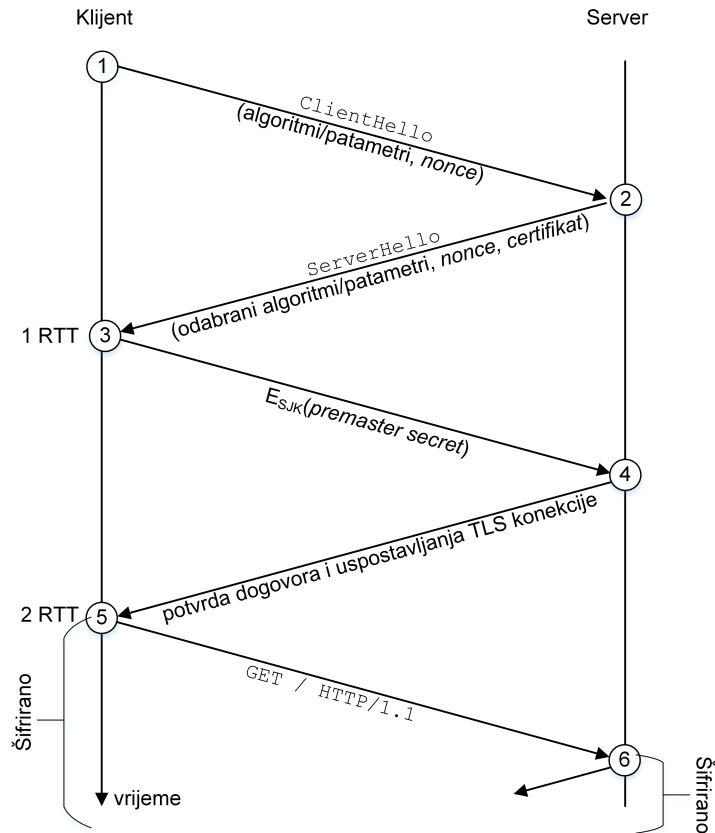 Klijent
Server
1
ClientHello
(algoritmi/patametri, nonce)
2
ServerHello
(odabrani algoritmi/patametri, nonce, certifikat)
1 RTT
3
ESJK(premaster secret)
4
potvrda dogovora i uspostavljanja TLS konekcije
2 RTT
5
GET / HTTP/1.1
Šifrirano
6
vrijeme
Šifrirano